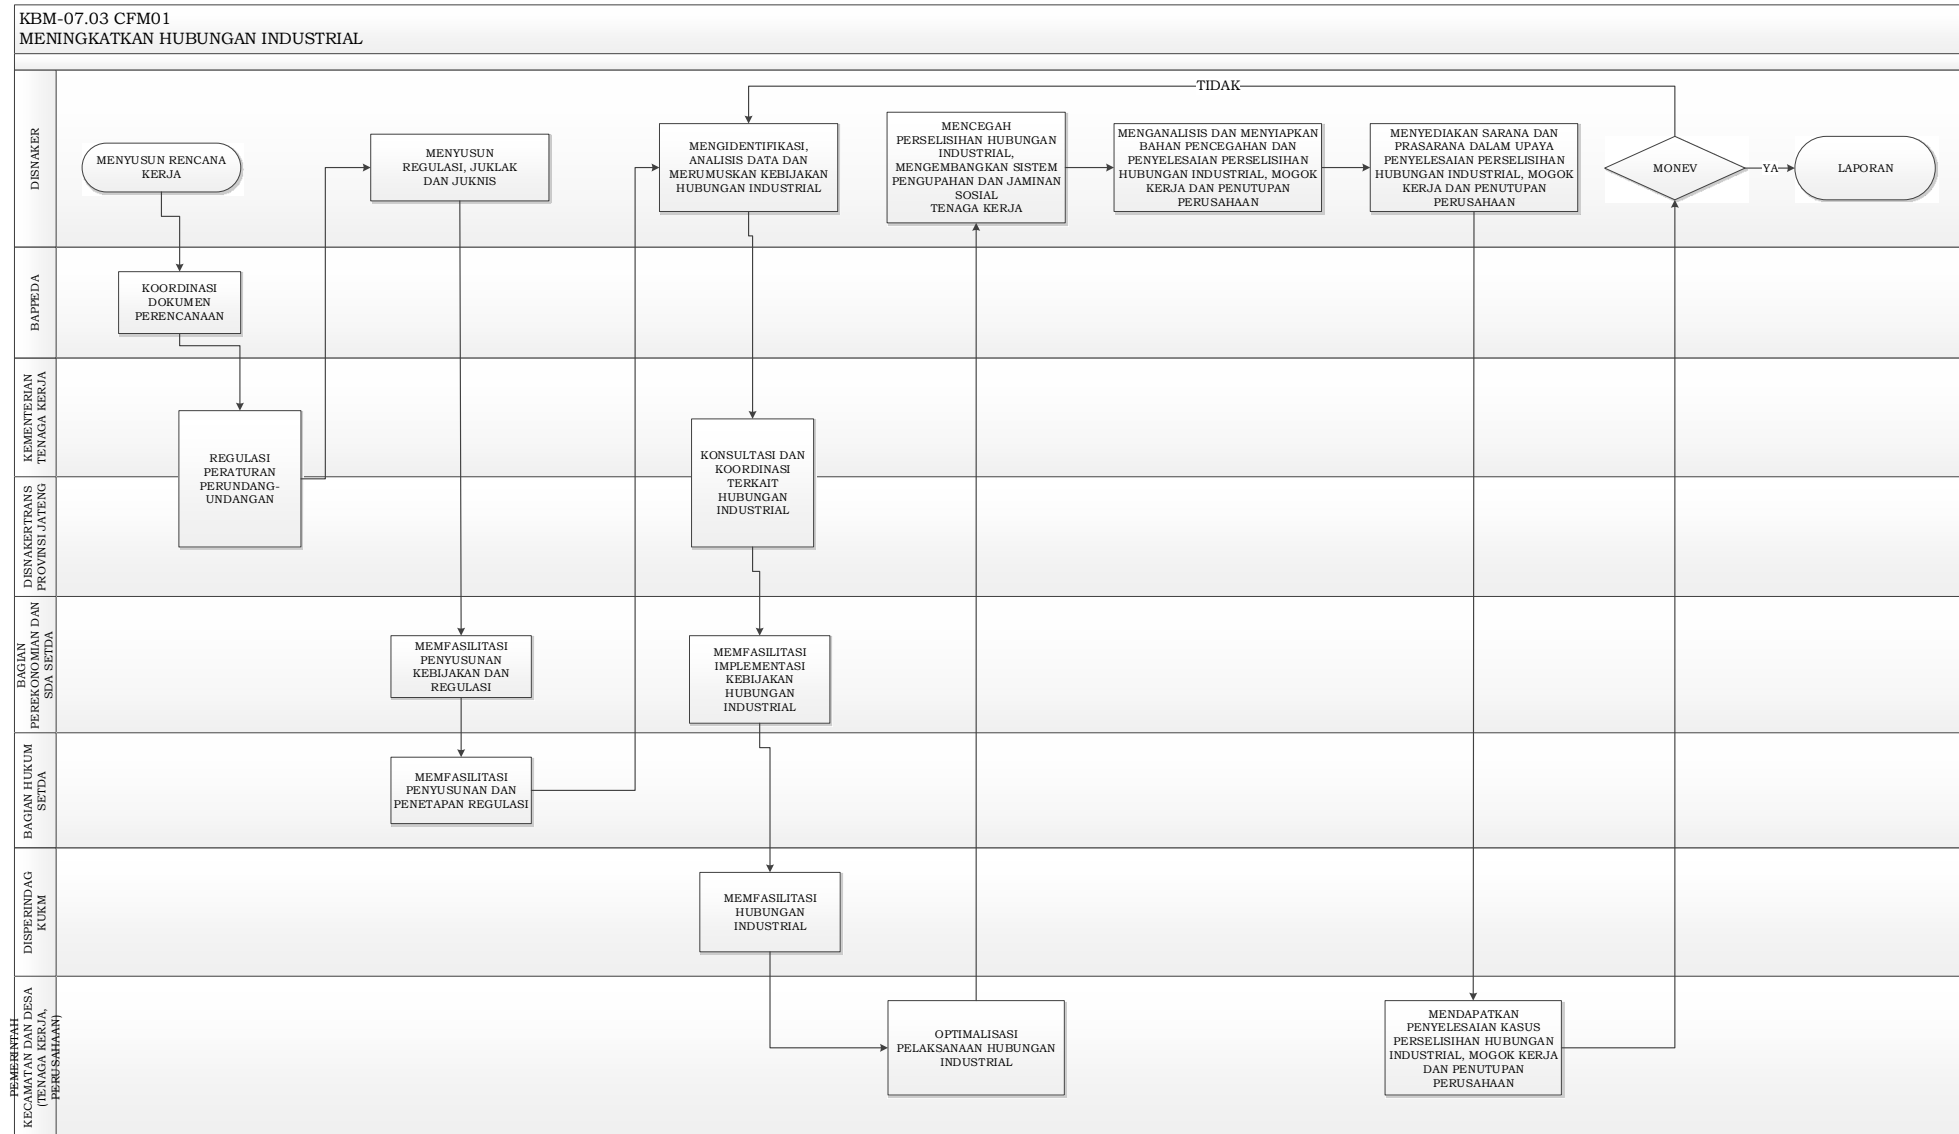 KBM-07.03 CFM01
MENINGKATKAN HUBUNGAN INDUSTRIAL
DISNAKER
MENYUSUN RENCANA
KERJA
MENYUSUN
REGULASI, JUKLAK
DAN JUKNIS
MENGIDENTIFIKASI,
ANALISIS DATA DAN
MERUMUSKAN KEBIJAKAN
HUBUNGAN INDUSTRIAL
MENCEGAH
PERSELISIHAN HUBUNGAN
INDUSTRIAL,
MENGEMBANGKAN SISTEM
PENGUPAHAN DAN JAMINAN
SOSIAL
TENAGA KERJA
MENGANALISIS DAN MENYIAPKAN
BAHAN PENCEGAHAN DAN
PENYELESAIAN PERSELISIHAN
HUBUNGAN INDUSTRIAL, MOGOK
KERJA DAN PENUTUPAN
PERUSAHAAN
MENYEDIAKAN SARANA DAN
PRASARANA DALAM UPAYA
PENYELESAIAN PERSELISIHAN
HUBUNGAN INDUSTRIAL, MOGOK
KERJA DAN PENUTUPAN
PERUSAHAAN
TIDAK
MONEV
YA
LAPORAN
BAPPEDA
KOORDINASI
DOKUMEN
PERENCANAAN
KEMENTERIAN
TENAGA KERJA
REGULASI
PERATURAN
PERUNDANG-
UNDANGAN
KONSULTASI DAN
KOORDINASI
TERKAIT
HUBUNGAN
INDUSTRIAL
DISNAKERTRANS
PROVINSI JATENG
BAGIAN
PEREKONOMIAN DAN
SDA SETDA
MEMFASILITASI
PENYUSUNAN
KEBIJAKAN DAN
REGULASI
MEMFASILITASI
IMPLEMENTASI
KEBIJAKAN
HUBUNGAN
INDUSTRIAL
BAGIAN HUKUM
SETDA
MEMFASILITASI
PENYUSUNAN DAN
PENETAPAN REGULASI
DISPERINDAG
KUKM
MEMFASILITASI
HUBUNGAN
INDUSTRIAL
PEMERINTAH
KECAMATAN DAN DESA
(TENAGA KERJA,
PERUSAHAAN)
OPTIMALISASI
PELAKSANAAN HUBUNGAN
INDUSTRIAL
MENDAPATKAN
PENYELESAIAN KASUS
PERSELISIHAN HUBUNGAN
INDUSTRIAL, MOGOK KERJA
DAN PENUTUPAN
PERUSAHAAN